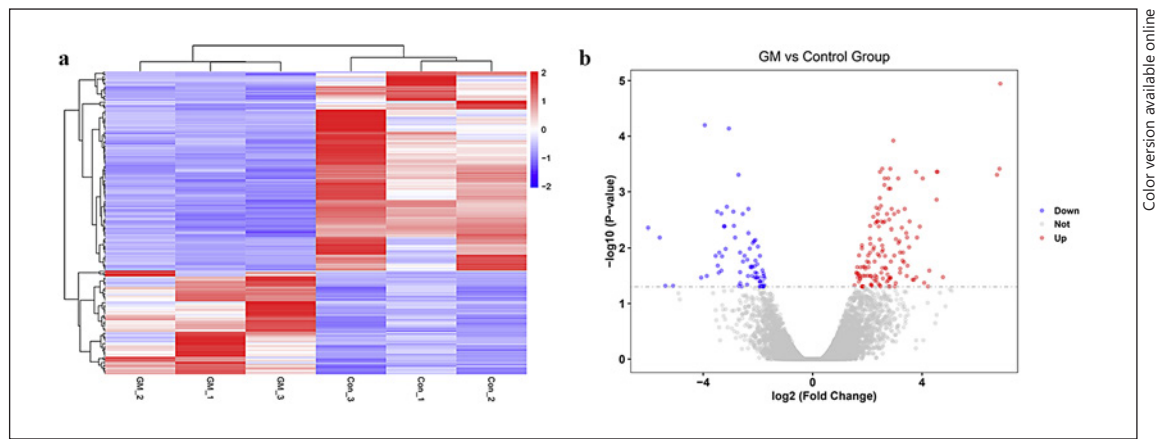 a
2
1
0
−1
−2
GM_2
GM_1
GM_3
Con_3
Con_1
Con_2
b
GM vs Control Group
−log10 (P-value)
5
4
3
2
1
0
−4
0
4
log2 (Fold Change)
Down
Not
Up
Color version available online